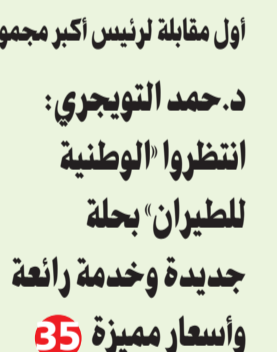 أول مقابلة لرئيس أكبر مجمو
د. حمد التويجري:
انتظروا «الوطنية
للطيران» بحلة
جديدة وخدمة رائعة
وأسعار مميزة 35